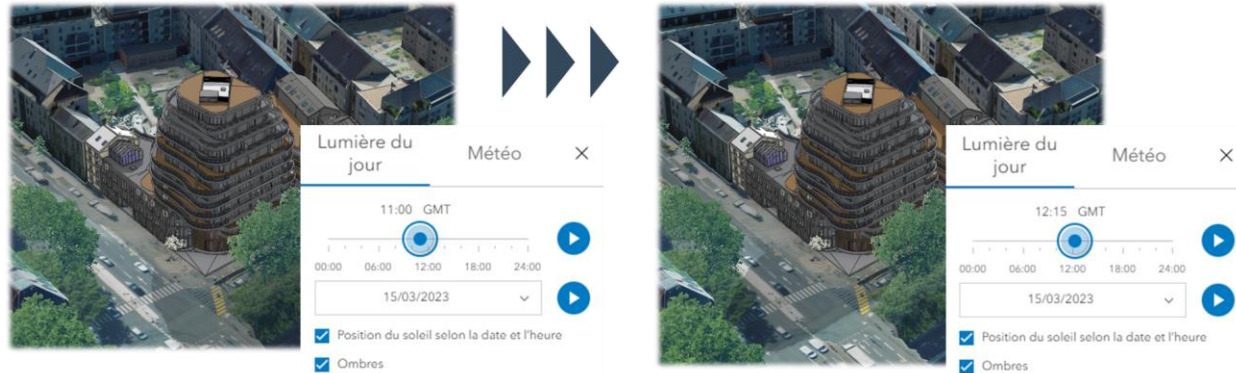 Lumière du
jour
Météo
11:00 GMT
00:00 06:00 12:00 18:00 24:00
15/03/2023
Position du soleil selon la date et l'heure
Ombres
Lumière du
jour
Météo
12:15 GMT
00:00 06:00 12:00 18:00 24:00
15/03/2023
Position du soleil selon la date et l'heure
Ombres